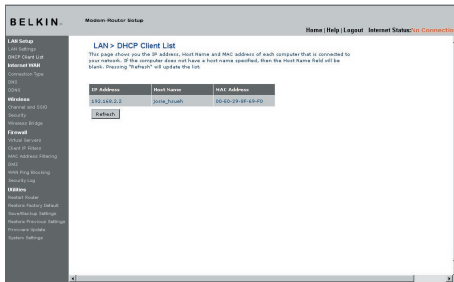 BELKIN
Modem-Router Setup
Home | Help | Logout Internet Status: No Connectio
LAN Setup
LAN Settings
DHCP Client List
Internet WAN
Connection Type
DNS
DDNS
Wireless
Channel and SSID
Security
Wireless Bridge
Firewall
Virtual Servers
Client IP Filters
MAC Address Filtering
DMZ
WAN Ping Blocking
Security Log
Utilities
Restart Router
Restore Factory Default
Save/Backup Settings
Restore Previous Settings
Firmware Update
System Settings
LAN > DHCP Client List
This page shows you the IP address, Host Name and MAC address of each computer that is connected to
your network. If the computer does not have a host name specified, then the Host Name field will be
blank. Pressing "Refresh" will update the list.
IP Address Host Name MAC Address
192.168.2.2 josie_hsueh 00-E0-29-9F-69-F0
Refresh